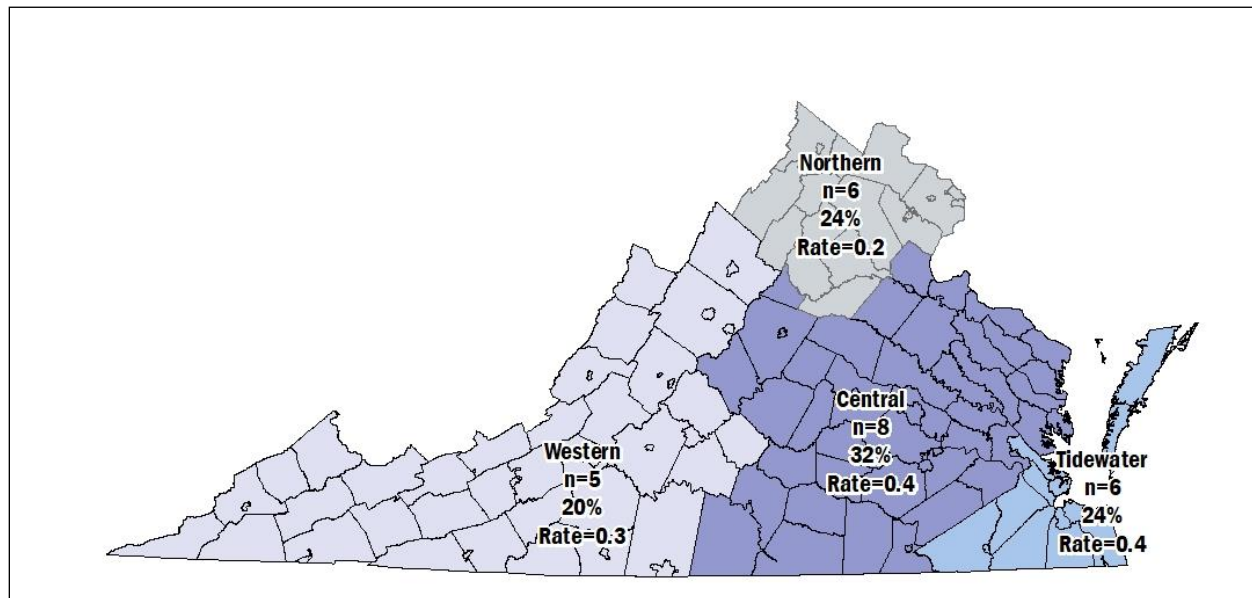 Northern
n=6
24%
Rate=0.2
Central
n=8
32%
Rate=0.4
Western
n=5
20%
Rate=0.3
Tidewater
n=6
24%
Rate=0.4